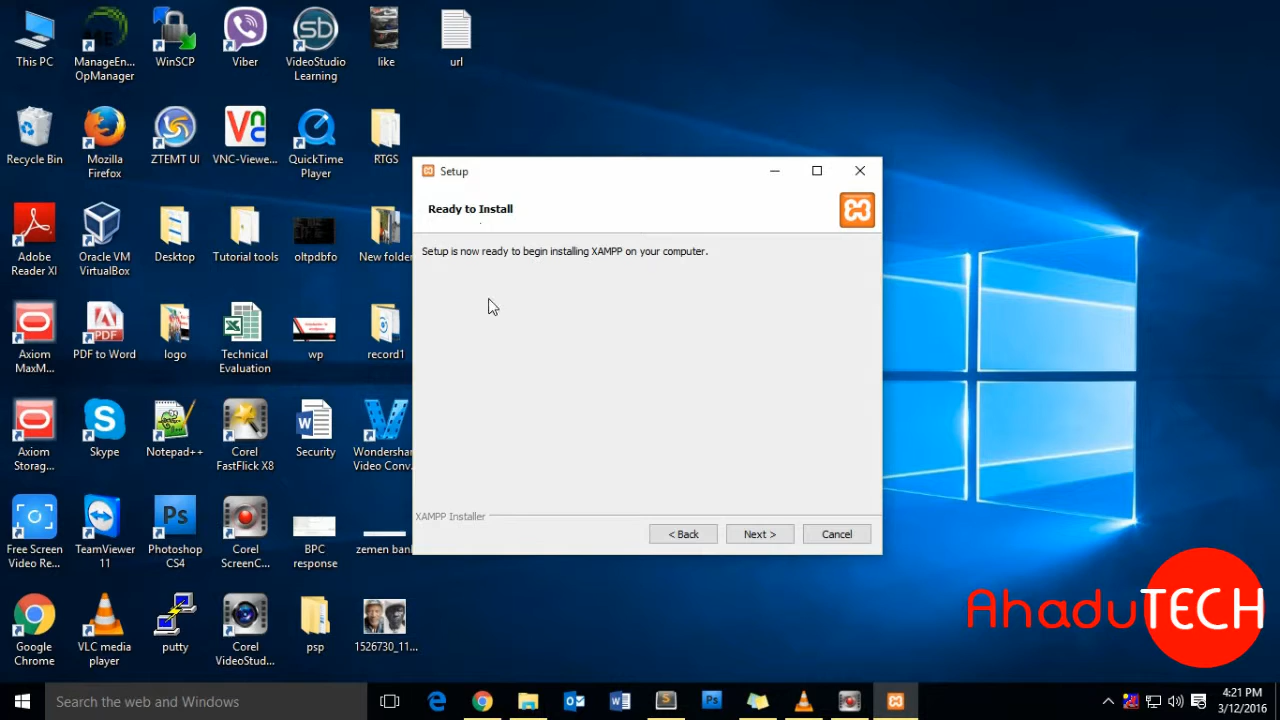 This PC
ManageEn...
OpManager
WinSCP
Viber
VideoStudio
Learning
like
url
Recycle Bin
Mozilla
Firefox
ZTEMT UI
VNC-Viewe...
QuickTime
Player
RTGS
Adobe
Reader XI
Oracle VM
VirtualBox
Desktop
Tutorial tools
oltpdbfo
New folde
Axiom
MaxM...
PDF to Word
logo
Technical
Evaluation
wp
record1
Axiom
Storag...
Skype
Notepad++
Corel
FastFlick X8
Security
Wondershar
Video Conv
Free Screen
Video Re...
TeamViewer
11
Photoshop
CS4
Corel
ScreenC...
BPC
response
zemen ban
Google
Chrome
VLC media
player
putty
Corel
VideoStud...
psp
1526730_11...
Setup
Ready to Install
Setup is now ready to begin installing XAMPP on your computer.
XAMPP Installer
< Back
Next >
Cancel
AhaduTECH
Search the web and Windows
4:21 PM
3/12/2016